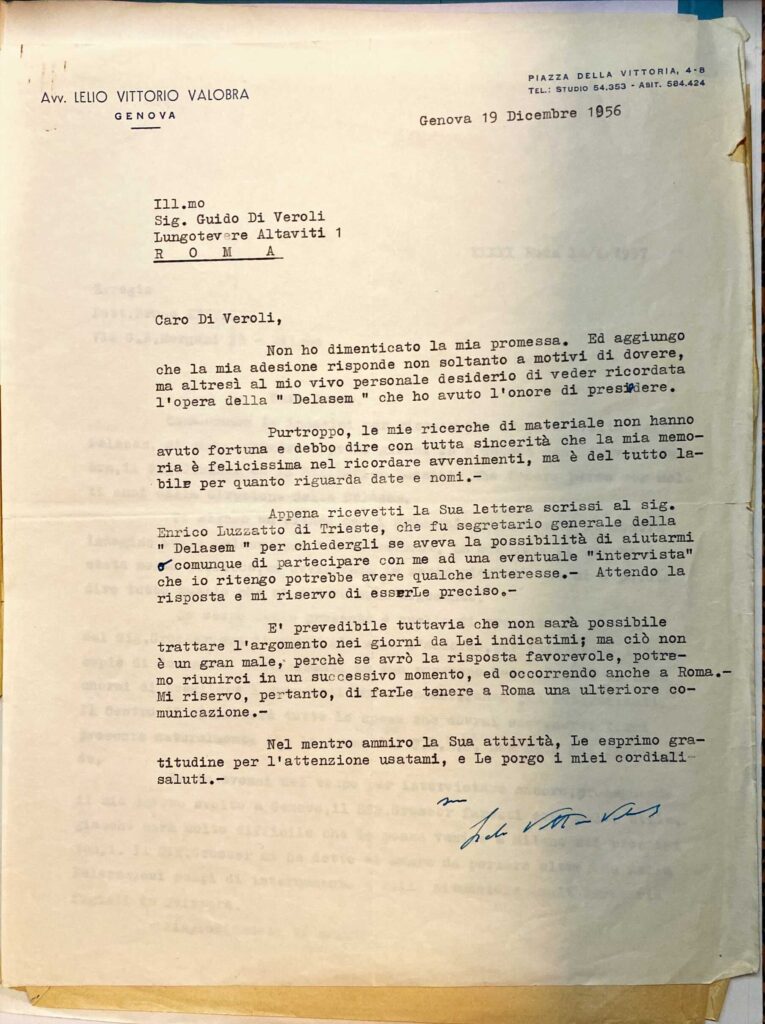 Avv. LELIO VITTORIO VALOBRA
GENOVA
PIAZZA DELLA VITTORIA, 4-8
TEL.: STUDIO 54.353 - ABIT. 584.424
Genova 19 Dicembre 1956
Ill.mo
Sig. Guido Di Veroli
Lungotevere Altaviti 1
R O M A
Caro Di Veroli,
Non ho dimenticato la mia promessa. Ed aggiungo
che la mia adesione risponde non soltanto a motivi di dovere,
ma altresì al mio vivo personale desiderio di veder ricordata
l'opera della " Delasem " che ho avuto l'onore di presidere.
Purtroppo, le mie ricerche di materiale non hanno
avuto fortuna e debbo dire con tutta sincerità che la mia memo-
ria è felicissima nel ricordare avvenimenti, ma è del tutto la-
bile per quanto riguarda date e nomi.-
Appena ricevetti la Sua lettera scrissi al sig.
Enrico Luzzatto di Trieste, che fu segretario generale della
" Delasem " per chiedergli se aveva la possibilità di aiutarmi
o comunque di partecipare con me ad una eventuale "intervista"
che io ritengo potrebbe avere qualche interesse.- Attendo la
risposta e mi riservo di esserLe preciso.-
E' prevedibile tuttavia che non sarà possibile
trattare l'argomento nei giorni da Lei indicatimi; ma ciò non
è un gran male, perchè se avrò la risposta favorevole, potre-
mo riunirci in un successivo momento, ed occorrendo anche a Roma.-
Mi riservo, pertanto, di farLe tenere a Roma una ulteriore co-
municazione.-
Nel mentro ammiro la Sua attività, Le esprimo gra-
titudine per l'attenzione usatami, e Le porgo i miei cordiali
saluti.-